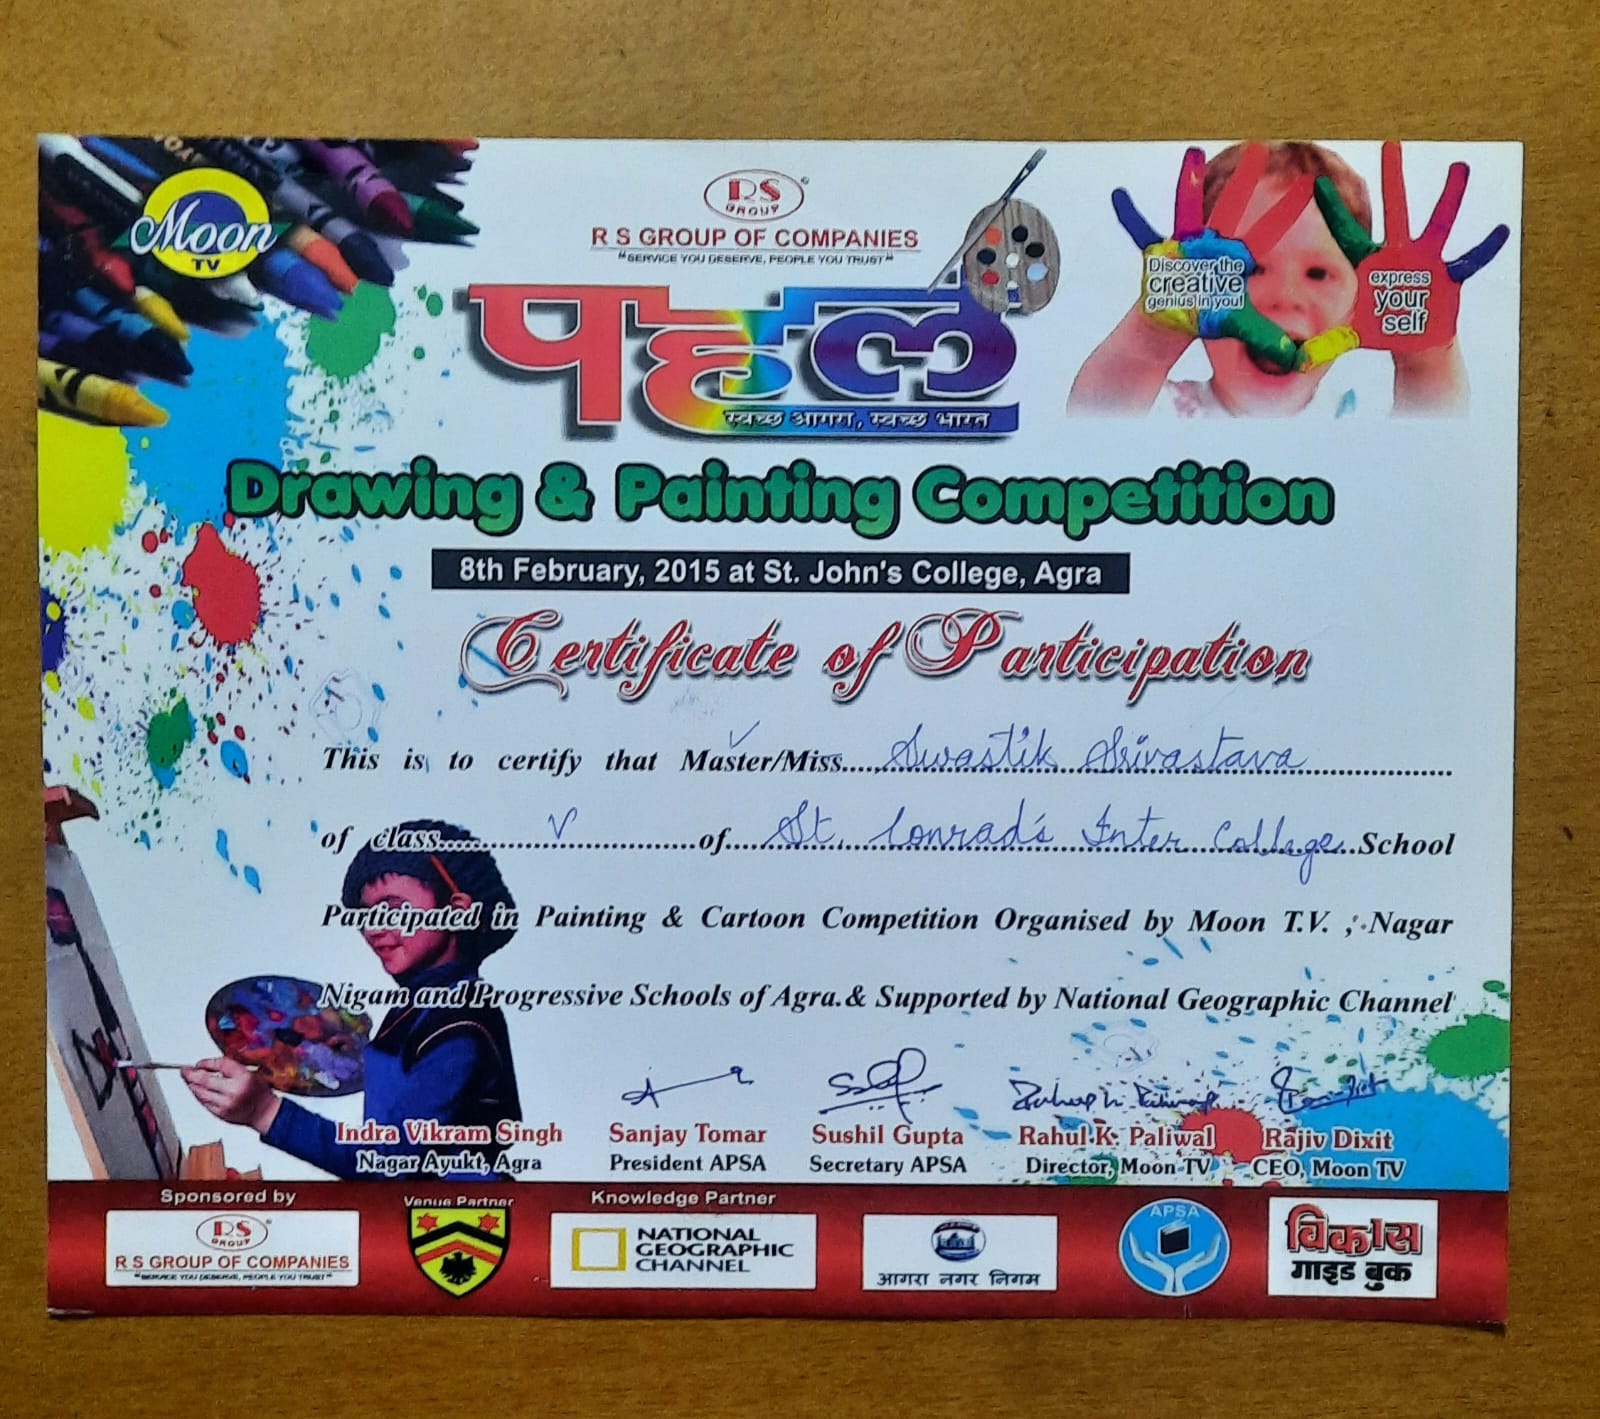 Moon
TV
RS
GROUP
R S GROUP OF COMPANIES
"SERVICE YOU DESERVE, PEOPLE YOU TRUST"
Discover the
creative
genius in you!
express
your
self
पहल
स्वच्छ आगरा, स्वच्छ भारत
Drawing & Painting Competition
8th February, 2015 at St. John's College, Agra
Certificate of Participation
This is to certify that Master/Miss.... Swastik Srivastava
of class..... V .....of..... St. Conrad's Inter College..School
Participated in Painting & Cartoon Competition Organised by Moon T.V. , Nagar
Nigam and Progressive Schools of Agra.& Supported by National Geographic Channel
Indra Vikram Singh
Nagar Ayukt, Agra
Sanjay Tomar
President APSA
Sushil Gupta
Secretary APSA
Rahul K. Paliwal
Director, Moon TV
Rajiv Dixit
CEO, Moon TV
Sponsored by
RS
GROUP
R S GROUP OF COMPANIES
"SERVICE YOU DESERVE, PEOPLE YOU TRUST"
Venue Partner
Knowledge Partner
NATIONAL
GEOGRAPHIC
CHANNEL
आगरा नगर निगम
APSA
विकास
गाइड बुक